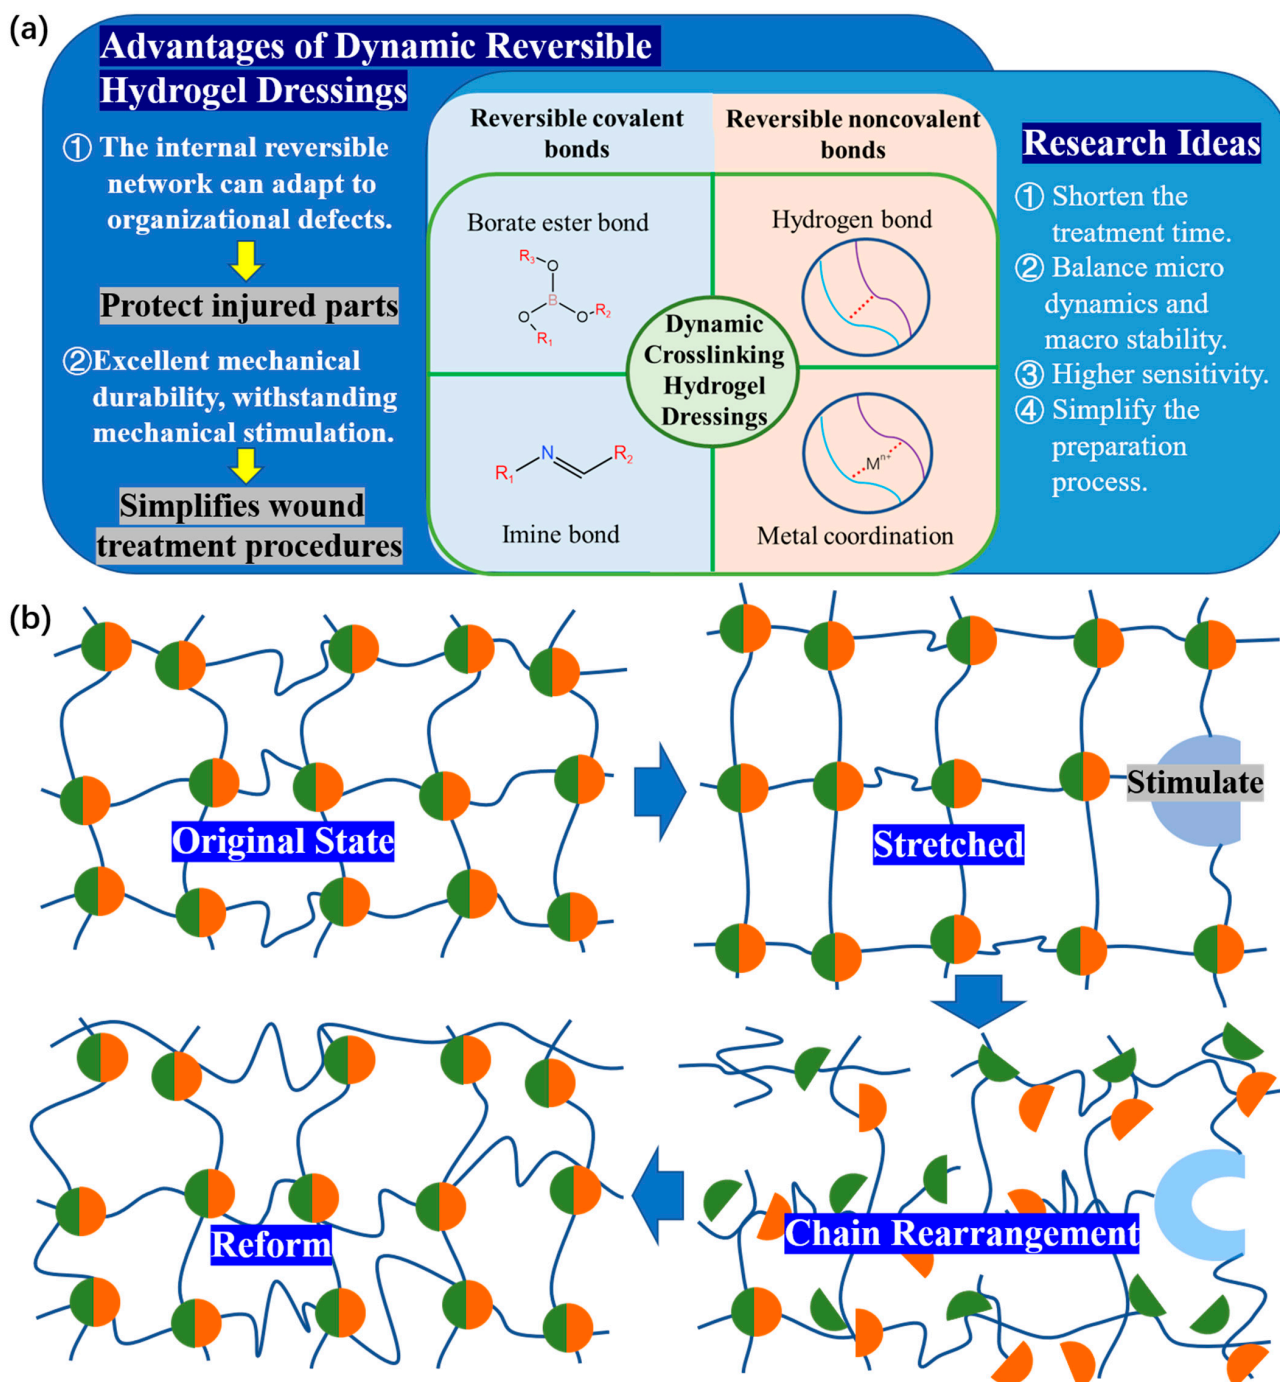 (a)
Advantages of Dynamic Reversible
Hydrogel Dressings
① The internal reversible
network can adapt to
organizational defects.
Protect injured parts
②Excellent mechanical
durability, withstanding
mechanical stimulation.
Simplifies wound
treatment procedures
Reversible covalent
bonds
Reversible noncovalent
bonds
Borate ester bond
R3
O
B
O
O
R2
R1
Hydrogen bond
Dynamic
Crosslinking
Hydrogel
Dressings
N
R2
R1
Imine bond
Mn+
Metal coordination
Research Ideas
① Shorten the
treatment time.
② Balance micro
dynamics and
macro stability.
③ Higher sensitivity.
④ Simplify the
preparation
process.
(b)
Original State
Stimulate
Stretched
Reform
Chain Rearrangement